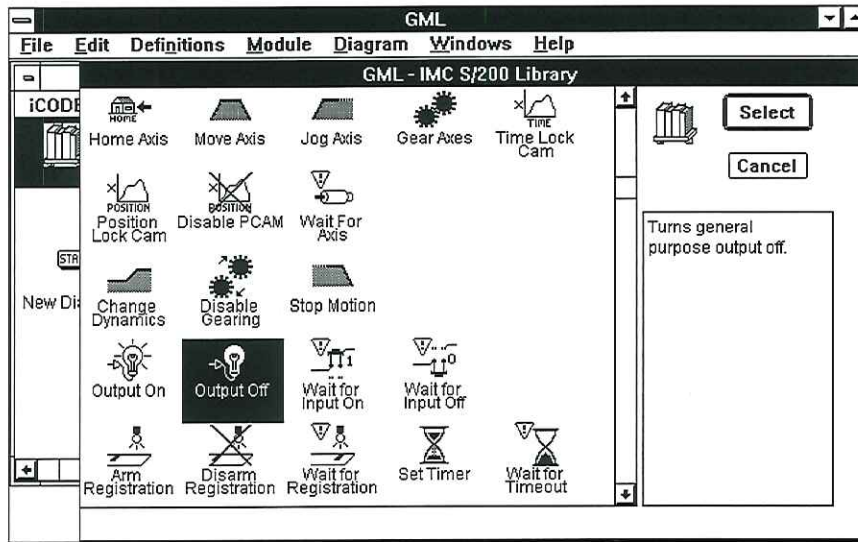 GML
File Edit Definitions Module Diagram Windows Help
GML - IMC S/200 Library
iCODE
HOME
Home Axis
Move Axis
Jog Axis
Gear Axes
TIME
Time Lock
Cam
POSITION
Position
Lock Cam
POSITION
Disable PCAM
Wait For
Axis
Change
Dynamics
Disable
Gearing
Stop Motion
Output On
Output Off
1
Wait for
Input On
0
Wait for
Input Off
Arm
Registration
Disarm
Registration
Wait for
Registration
Set Timer
Wait for
Timeout
STA
New Di
Select
Cancel
Turns general
purpose output off.